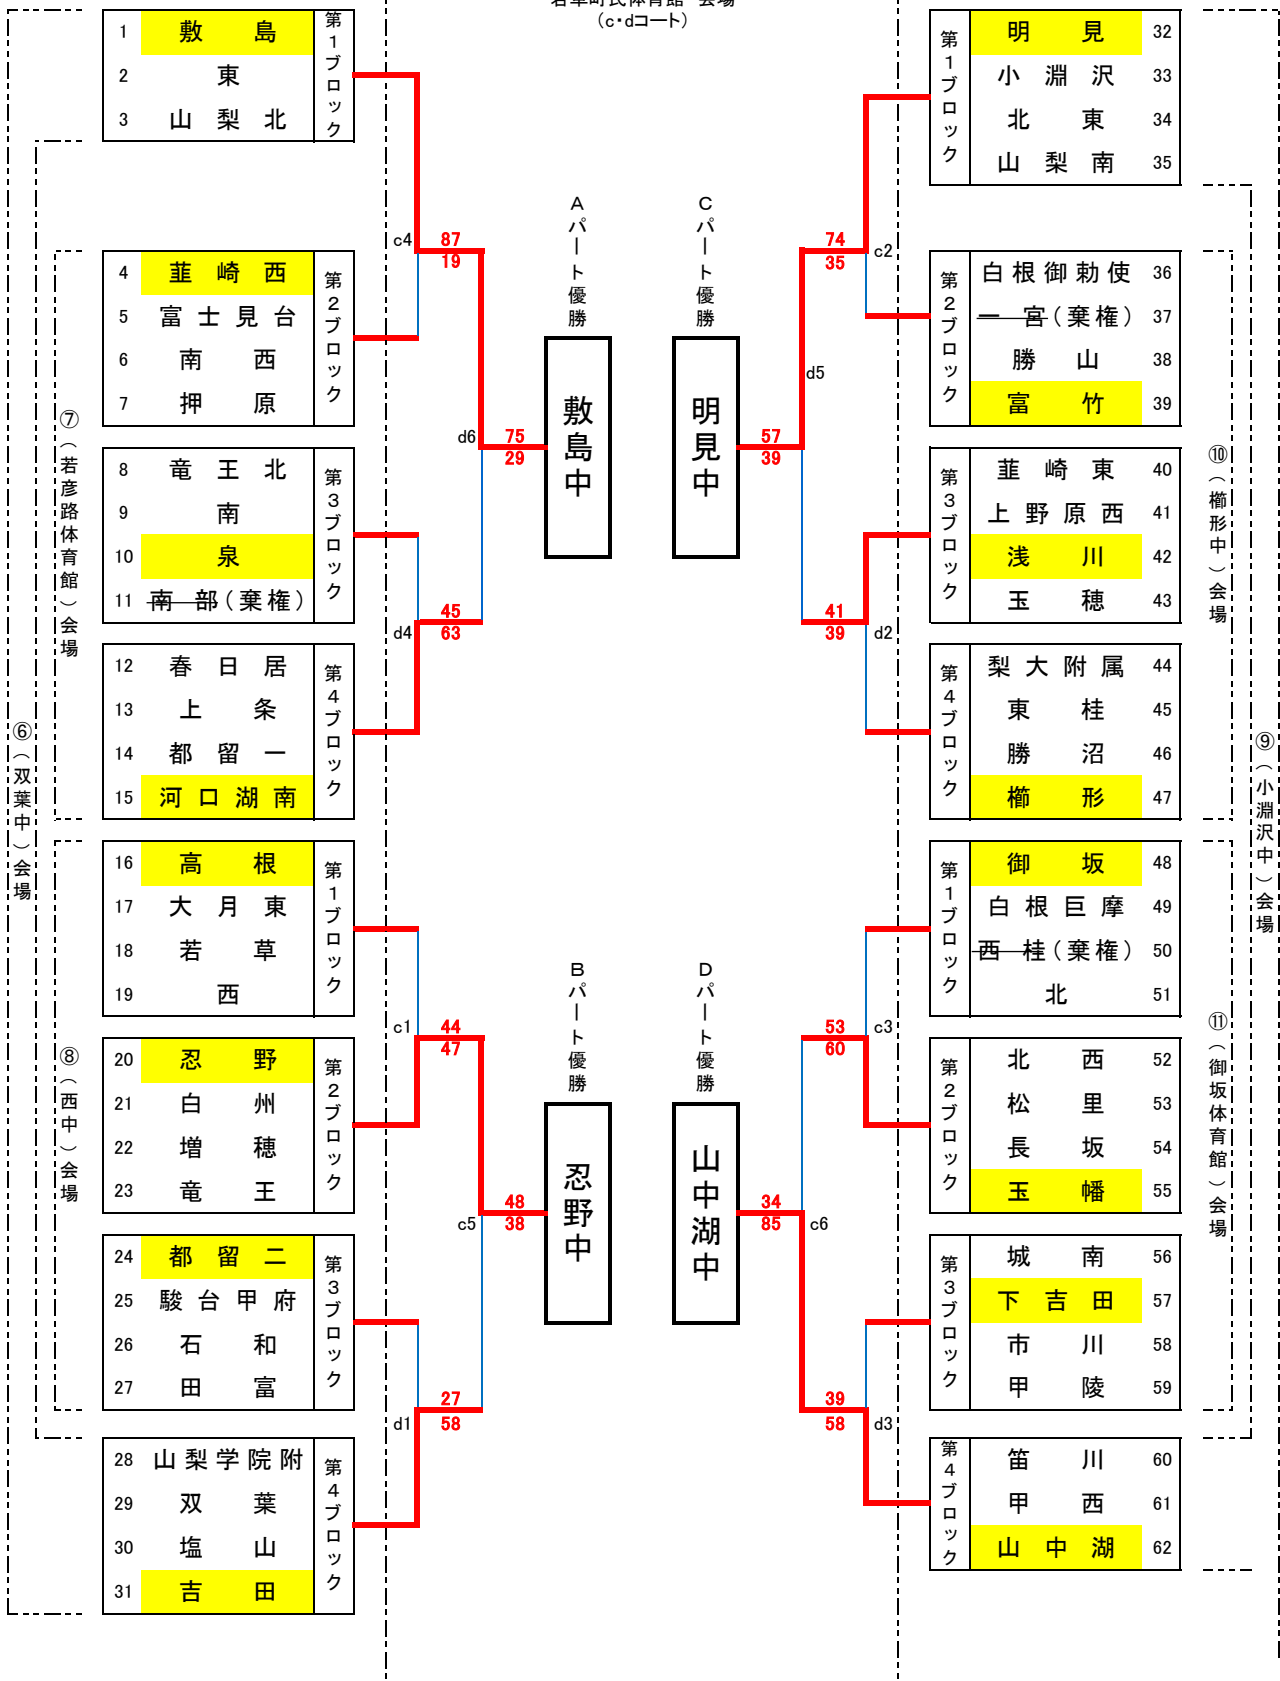 若草町民体育館 会場
（c・dコート）
1 敷島
2 東
3 山梨北
第1ブロック
4 韮崎西
5 富士見台
6 南西
7 押原
第2ブロック
8 竜王北
9 南
10 泉
11 南部（棄権）
第3ブロック
12 春日居
13 上条
14 都留一
15 河口湖南
第4ブロック
16 高根
17 大月東
18 若草
19 西
第1ブロック
20 忍野
21 白州
22 増穂
23 竜王
第2ブロック
24 都留二
25 駿台甲府
26 石和
27 田富
第3ブロック
28 山梨学院附
29 双葉
30 塩山
31 吉田
第4ブロック
⑥（双葉中）会場
⑦（若彦路体育館）会場
⑧（西中）会場
c4
87
19
d6
75
29
d4
45
63
c1
44
47
c5
48
38
d1
27
58
Aパート優勝
敷島中
Bパート優勝
忍野中
Cパート優勝
明見中
Dパート優勝
山中湖中
74
35
c2
d5
57
39
41
39
d2
53
60
c3
34
85
c6
39
58
d3
第1ブロック
明見 32
小淵沢 33
北東 34
山梨南 35
第2ブロック
白根御勅使 36
一宮（棄権） 37
勝山 38
富竹 39
第3ブロック
韮崎東 40
上野原西 41
浅川 42
玉穂 43
第4ブロック
梨大附属 44
東桂 45
勝沼 46
櫛形 47
第1ブロック
御坂 48
白根巨摩 49
西桂（棄権） 50
北 51
第2ブロック
北西 52
松里 53
長坂 54
玉幡 55
第3ブロック
城南 56
下吉田 57
市川 58
甲陵 59
第4ブロック
笛川 60
甲西 61
山中湖 62
⑩（櫛形中）会場
⑪（御坂体育館）会場
⑨（小淵沢中）会場